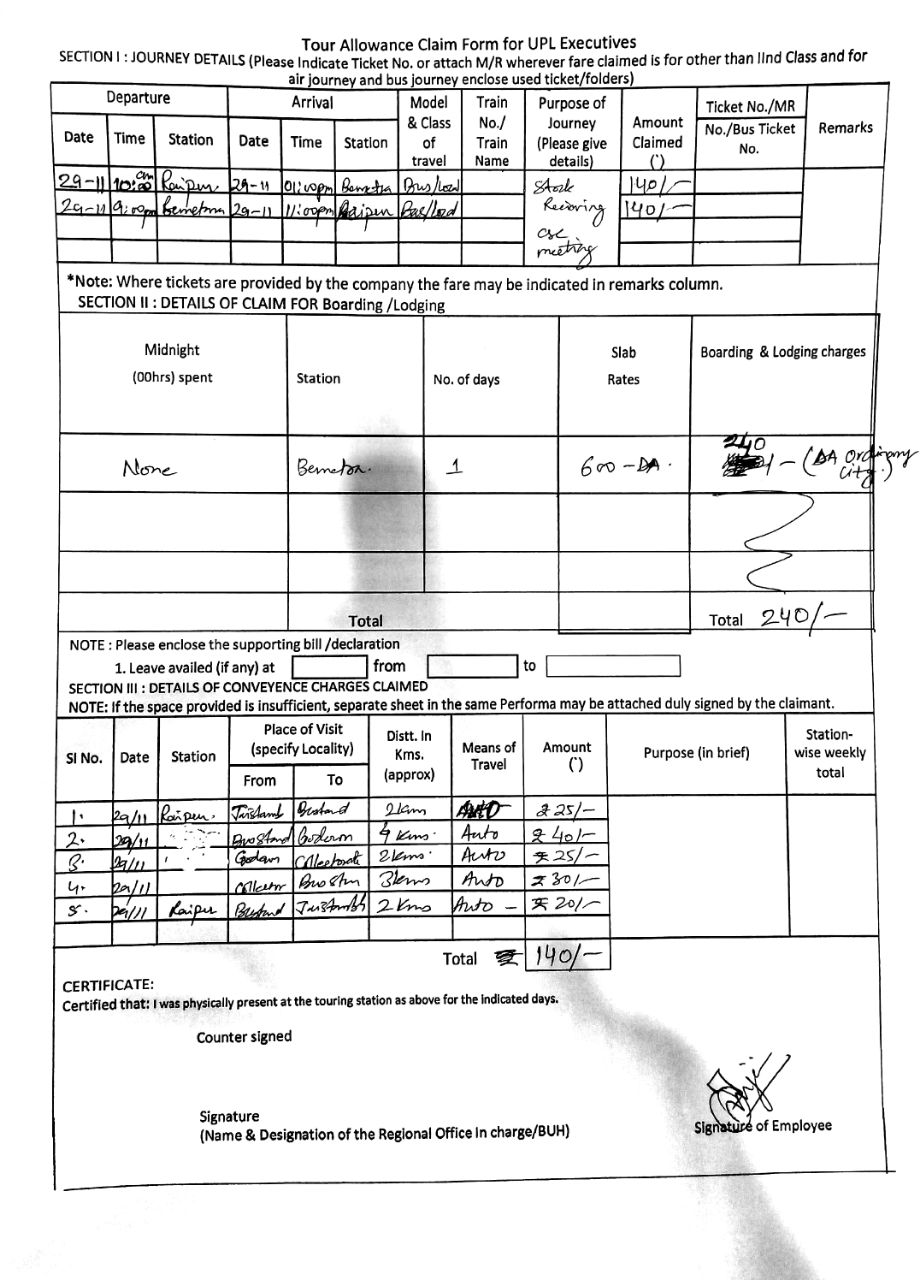 Tour Allowance Claim Form for UPL Executives
SECTION I : JOURNEY DETAILS (Please Indicate Ticket No. or attach M/R wherever fare claimed is for other than IInd Class and for
air journey and bus journey enclose used ticket/folders)
Departure Arrival Model & Class of travel Train No./ Train Name Purpose of Journey (Please give details) Amount Claimed (`) Ticket No./MR No./Bus Ticket No. Remarks
Date Time Station Date Time Station
29-11 10:00 am Raipur 29-11 01:00pm Bemetra Bus/Load Stock 140/-
29-11 9:00pm Bemetra 29-11 11:00pm Raipur Bus/Load Receiving 140/-
CSC
meeting
*Note: Where tickets are provided by the company the fare may be indicated in remarks column.
SECTION II : DETAILS OF CLAIM FOR Boarding /Lodging
Midnight (00hrs) spent Station No. of days Slab Rates Boarding & Lodging charges
None Bemetra. 1 600-DA. 240/- (DA Ordinary City.)
Total Total 240/-
NOTE : Please enclose the supporting bill /declaration
1. Leave availed (if any) at from to
SECTION III : DETAILS OF CONVEYENCE CHARGES CLAIMED
NOTE: If the space provided is insufficient, separate sheet in the same Performa may be attached duly signed by the claimant.
Sl No. Date Station Place of Visit (specify Locality) Distt. In Kms. (approx) Means of Travel Amount (`) Purpose (in brief) Station-wise weekly total
From To
1. 29/11 Raipur. Bustand 2km Auto ₹ 25/-
2. 29/11 Bus Stand Godown 4 kms. Auto ₹ 40/-
3. 29/11 Godown Collectorate 2kms. Auto ₹ 25/-
4. 29/11 Collector Bus Stn 3kms Auto ₹ 30/-
5. 29/11 Raipur Bustand 2 Kms Auto - ₹ 20/-
Total ₹ 140/-
CERTIFICATE:
Certified that: I was physically present at the touring station as above for the indicated days.
Counter signed
Signature
(Name & Designation of the Regional Office In charge/BUH)
Signature of Employee